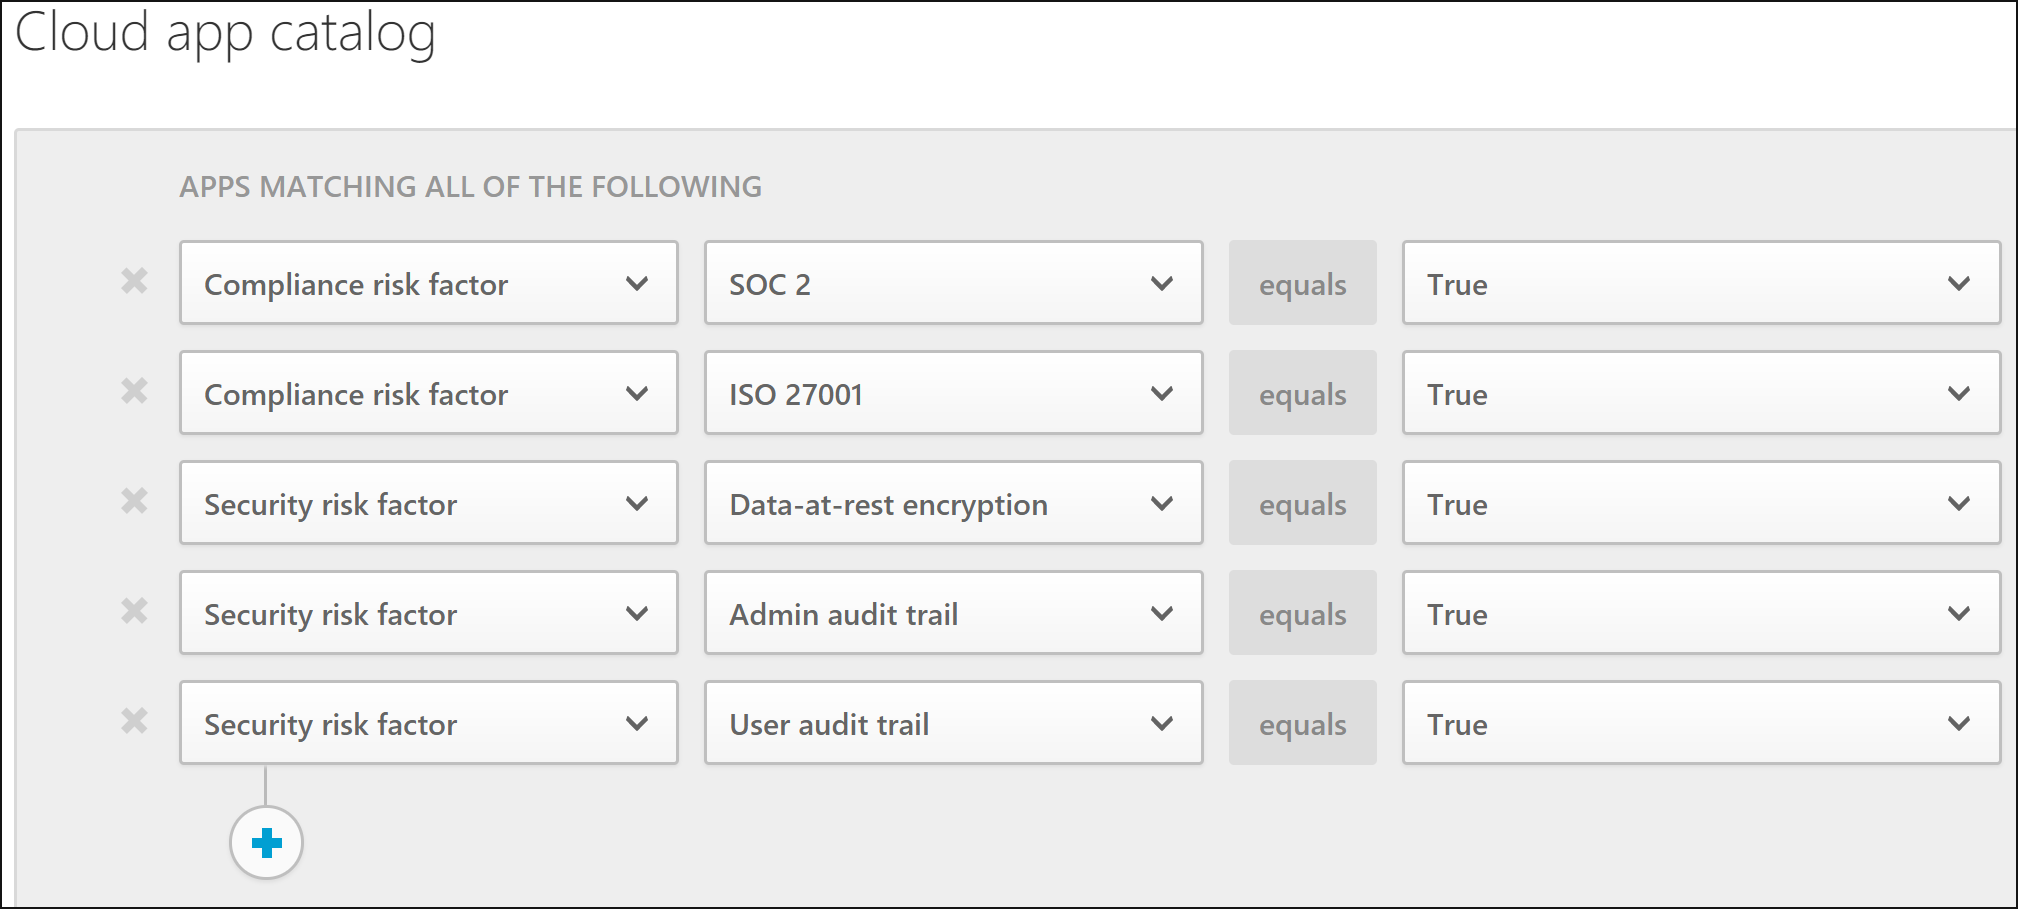 Cloud app catalog
APPS MATCHING ALL OF THE FOLLOWING
Compliance risk factor SOC 2 equals True
Compliance risk factor ISO 27001 equals True
Security risk factor Data-at-rest encryption equals True
Security risk factor Admin audit trail equals True
Security risk factor User audit trail equals True